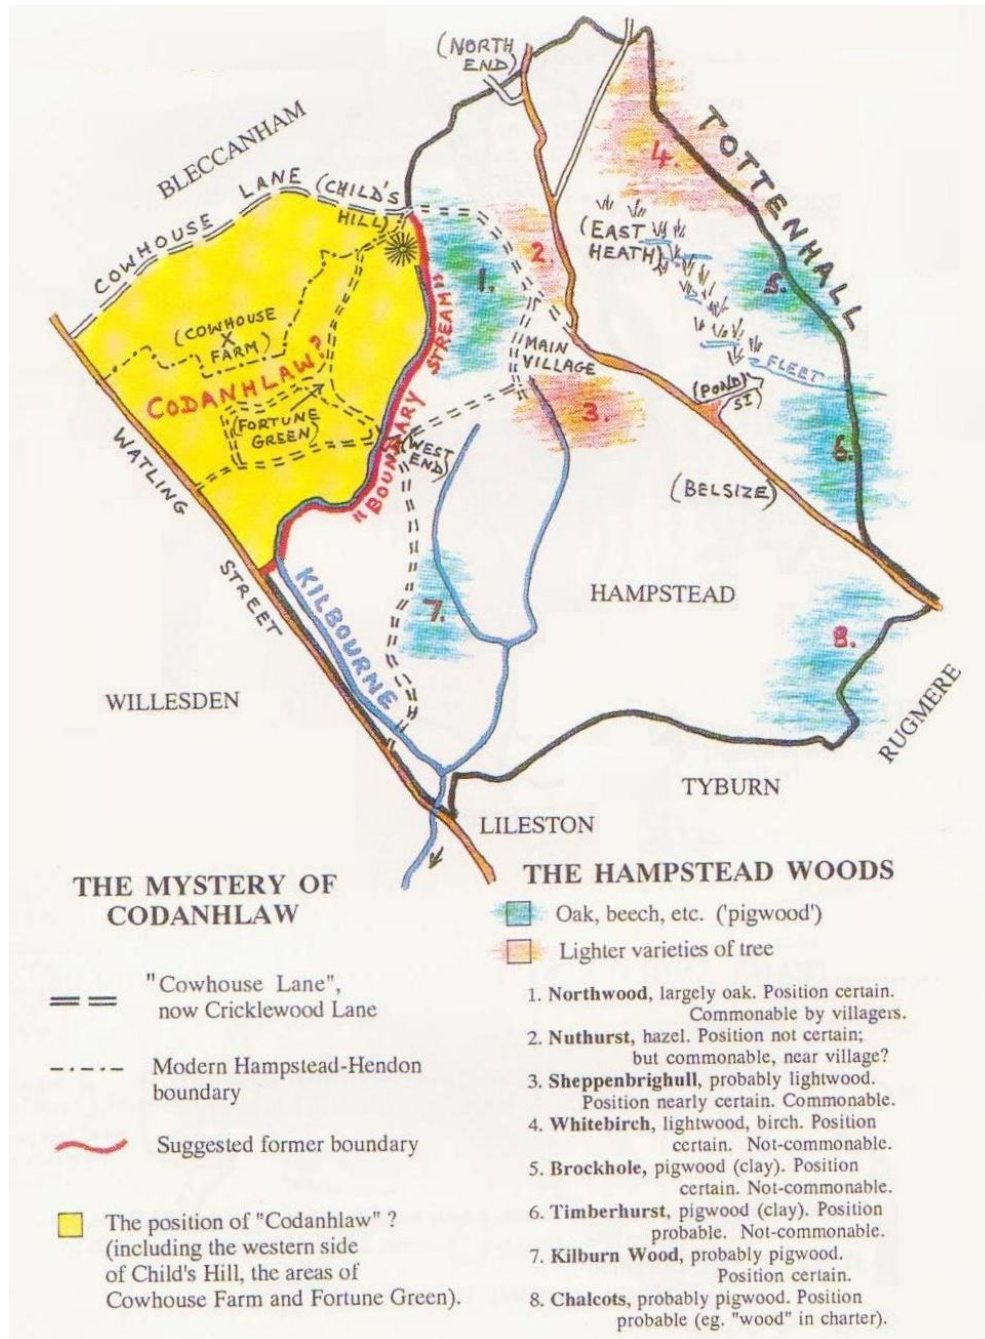 (NORTH
END)
BLECCANHAM
COWHOUSE LANE (CHILD'S
HILL)
TOTTENHALL
4.
(EAST
HEATH)
2.
1.
5.
"BOUNDARY STREAM"
(COWHOUSE
X
FARM)
CODANHLAW?
MAIN
VILLAGE
FLEET
(POND)
ST
3.
(FORTUNE
GREEN)
(WEST
END)
6.
WATLING STREET
(BELSIZE)
KILBOURNE
7.
HAMPSTEAD
8.
WILLESDEN
RUGMERE
TYBURN
LILESTON
THE MYSTERY OF
CODANHLAW
"Cowhouse Lane",
now Cricklewood Lane
Modern Hampstead-Hendon
boundary
Suggested former boundary
The position of "Codanhlaw" ?
(including the western side
of Child's Hill, the areas of
Cowhouse Farm and Fortune Green).
THE HAMPSTEAD WOODS
Oak, beech, etc. ('pigwood')
Lighter varieties of tree
1. Northwood, largely oak. Position certain.
Commonable by villagers.
2. Nuthurst, hazel. Position not certain;
but commonable, near village?
3. Sheppenbrighull, probably lightwood.
Position nearly certain. Commonable.
4. Whitebirch, lightwood, birch. Position
certain. Not-commonable.
5. Brockhole, pigwood (clay). Position
certain. Not-commonable.
6. Timberhurst, pigwood (clay). Position
probable. Not-commonable.
7. Kilburn Wood, probably pigwood.
Position certain.
8. Chalcots, probably pigwood. Position
probable (eg. "wood" in charter).